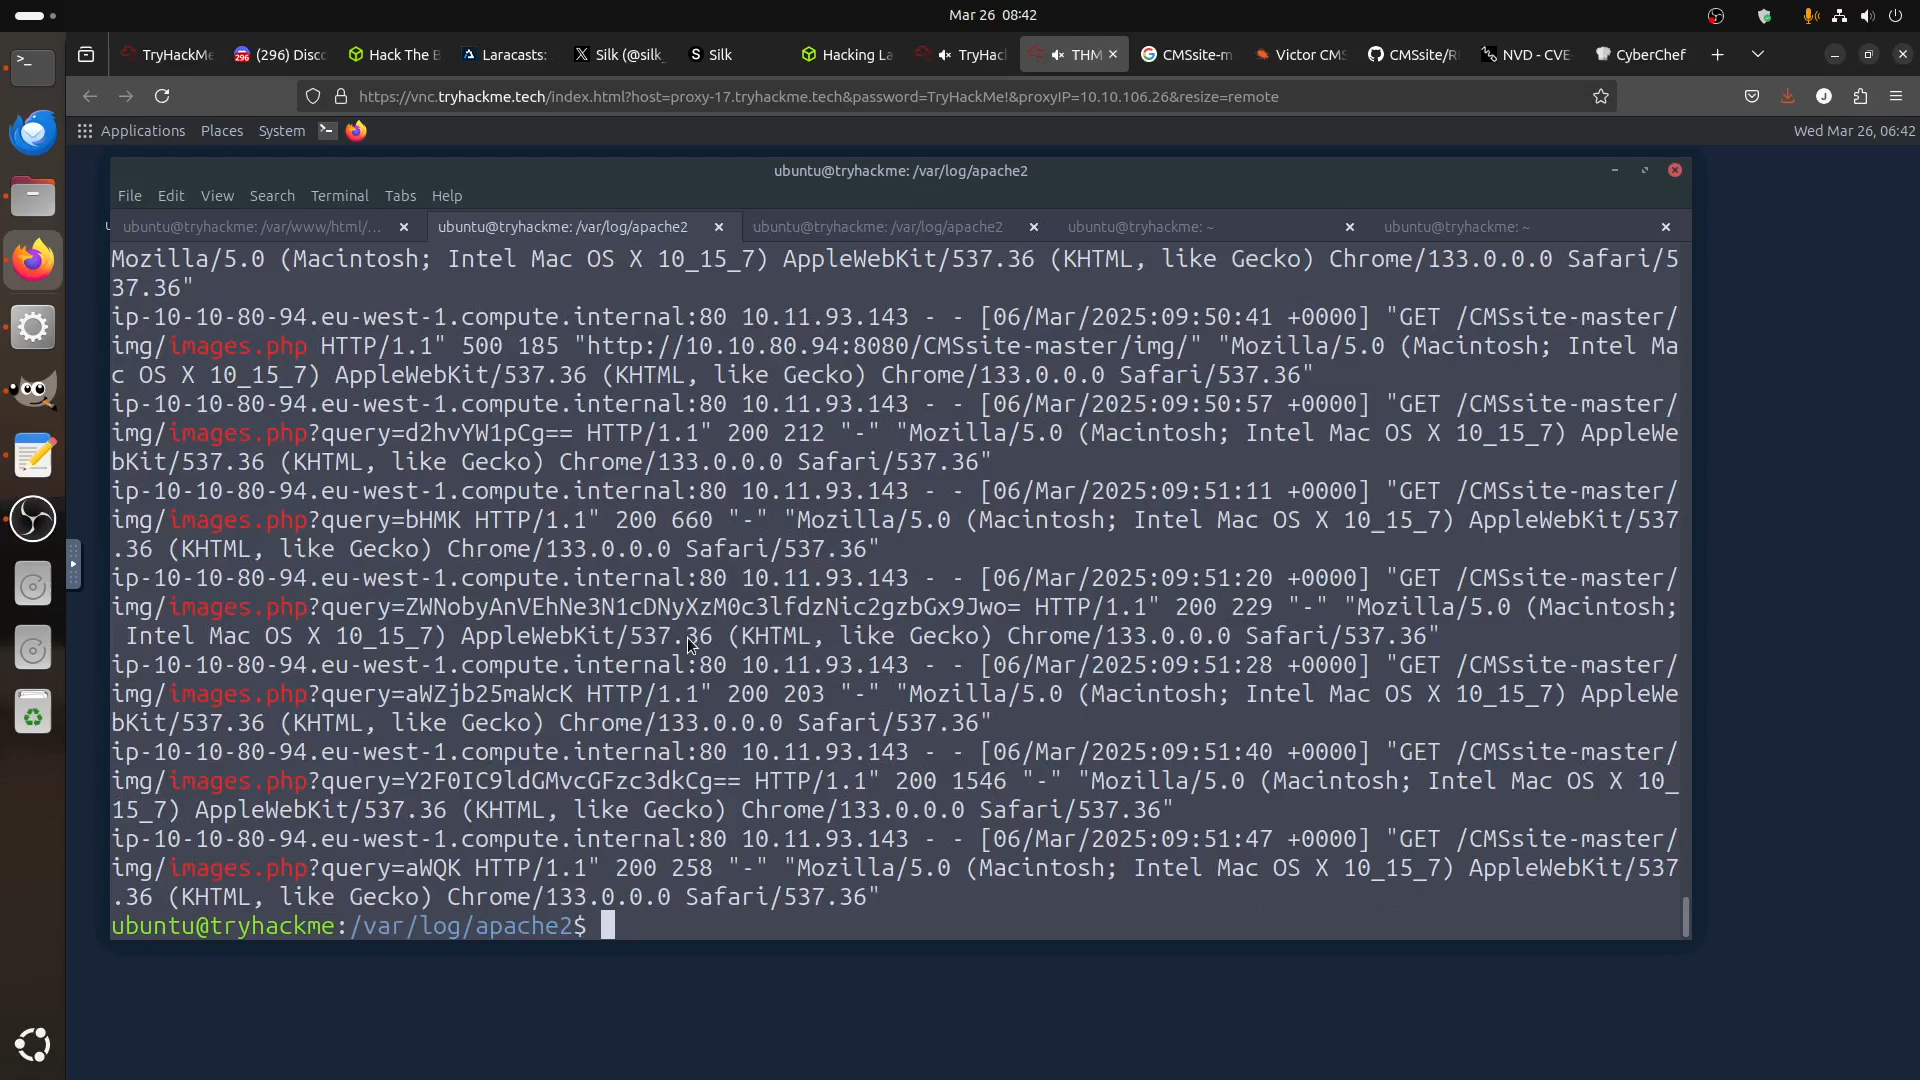 Mar 26 08:42
TryHackMe
(296) Disco
Hack The B
Laracasts:
Silk (@silk_
Silk
Hacking La
TryHac
THM
CMSsite-m
Victor CMS
CMSsite/R
NVD - CVE
CyberChef
https://vnc.tryhackme.tech/index.html?host=proxy-17.tryhackme.tech&password=TryHackMe!&proxyIP=10.10.106.26&resize=remote
Applications Places System
Wed Mar 26, 06:42
ubuntu@tryhackme: /var/log/apache2
File Edit View Search Terminal Tabs Help
ubuntu@tryhackme: /var/www/html/...
ubuntu@tryhackme: /var/log/apache2
ubuntu@tryhackme: /var/log/apache2
ubuntu@tryhackme: ~
ubuntu@tryhackme: ~
Mozilla/5.0 (Macintosh; Intel Mac OS X 10_15_7) AppleWebKit/537.36 (KHTML, like Gecko) Chrome/133.0.0.0 Safari/5
37.36"
ip-10-10-80-94.eu-west-1.compute.internal:80 10.11.93.143 - - [06/Mar/2025:09:50:41 +0000] "GET /CMSsite-master/
img/images.php HTTP/1.1" 500 185 "http://10.10.80.94:8080/CMSsite-master/img/" "Mozilla/5.0 (Macintosh; Intel Ma
c OS X 10_15_7) AppleWebKit/537.36 (KHTML, like Gecko) Chrome/133.0.0.0 Safari/537.36"
ip-10-10-80-94.eu-west-1.compute.internal:80 10.11.93.143 - - [06/Mar/2025:09:50:57 +0000] "GET /CMSsite-master/
img/images.php?query=d2hvYW1pCg== HTTP/1.1" 200 212 "-" "Mozilla/5.0 (Macintosh; Intel Mac OS X 10_15_7) AppleWe
bKit/537.36 (KHTML, like Gecko) Chrome/133.0.0.0 Safari/537.36"
ip-10-10-80-94.eu-west-1.compute.internal:80 10.11.93.143 - - [06/Mar/2025:09:51:11 +0000] "GET /CMSsite-master/
img/images.php?query=bHMK HTTP/1.1" 200 660 "-" "Mozilla/5.0 (Macintosh; Intel Mac OS X 10_15_7) AppleWebKit/537
.36 (KHTML, like Gecko) Chrome/133.0.0.0 Safari/537.36"
ip-10-10-80-94.eu-west-1.compute.internal:80 10.11.93.143 - - [06/Mar/2025:09:51:20 +0000] "GET /CMSsite-master/
img/images.php?query=ZWNobyAnVEhNe3N1cDNyXzM0c3lfdzNic2gzbGx9Jwo= HTTP/1.1" 200 229 "-" "Mozilla/5.0 (Macintosh;
Intel Mac OS X 10_15_7) AppleWebKit/537.36 (KHTML, like Gecko) Chrome/133.0.0.0 Safari/537.36"
ip-10-10-80-94.eu-west-1.compute.internal:80 10.11.93.143 - - [06/Mar/2025:09:51:28 +0000] "GET /CMSsite-master/
img/images.php?query=aWZjb25maWcK HTTP/1.1" 200 203 "-" "Mozilla/5.0 (Macintosh; Intel Mac OS X 10_15_7) AppleWe
bKit/537.36 (KHTML, like Gecko) Chrome/133.0.0.0 Safari/537.36"
ip-10-10-80-94.eu-west-1.compute.internal:80 10.11.93.143 - - [06/Mar/2025:09:51:40 +0000] "GET /CMSsite-master/
img/images.php?query=Y2F0IC9ldGMvcGFzc3dkCg== HTTP/1.1" 200 1546 "-" "Mozilla/5.0 (Macintosh; Intel Mac OS X 10_
15_7) AppleWebKit/537.36 (KHTML, like Gecko) Chrome/133.0.0.0 Safari/537.36"
ip-10-10-80-94.eu-west-1.compute.internal:80 10.11.93.143 - - [06/Mar/2025:09:51:47 +0000] "GET /CMSsite-master/
img/images.php?query=aWQK HTTP/1.1" 200 258 "-" "Mozilla/5.0 (Macintosh; Intel Mac OS X 10_15_7) AppleWebKit/537
.36 (KHTML, like Gecko) Chrome/133.0.0.0 Safari/537.36"
ubuntu@tryhackme:/var/log/apache2$